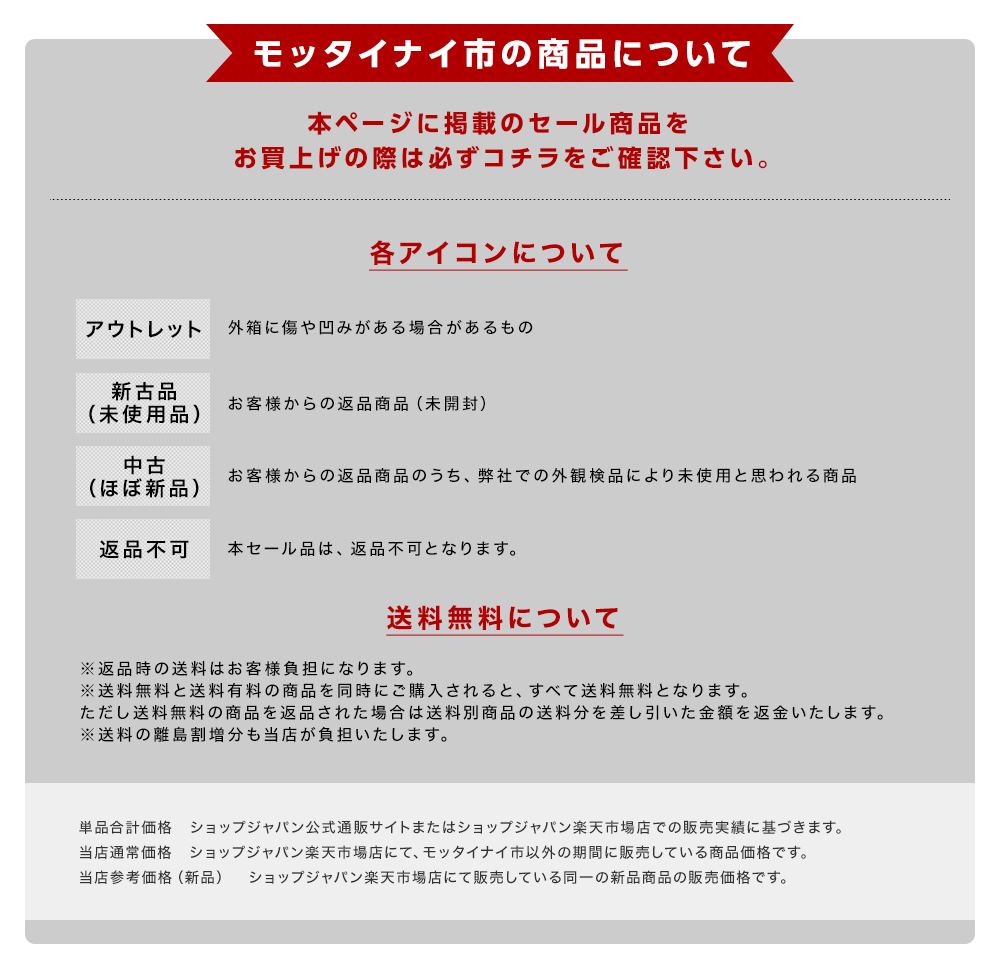 モッタイナイ市の商品について
本ページに掲載のセール商品を
お買上げの際は必ずコチラをご確認下さい。
各アイコンについて
アウトレット 外箱に傷や凹みがある場合があるもの
新古品
(未使用品) お客様からの返品商品(未開封)
中古
(ほぼ新品) お客様からの返品商品のうち、弊社での外観検品により未使用と思われる商品
返品不可 本セール品は、返品不可となります。
送料無料について
※返品時の送料はお客様負担になります。
※送料無料と送料有料の商品を同時にご購入されると、すべて送料無料となります。
ただし送料無料の商品を返品された場合は送料別商品の送料分を差し引いた金額を返金いたします。
※送料の離島割増分も当店が負担いたします。
単品合計価格 ショップジャパン公式通販サイトまたはショップジャパン楽天市場店での販売実績に基づきます。
当店通常価格 ショップジャパン楽天市場店にて、モッタイナイ市以外の期間に販売している商品価格です。
当店参考価格(新品) ショップジャパン楽天市場店にて販売している同一の新品商品の販売価格です。